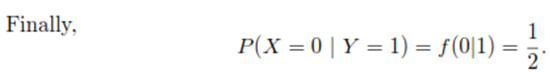 Finally,
P(X = 0 | Y = 1) = f(0|1) = 1/2.